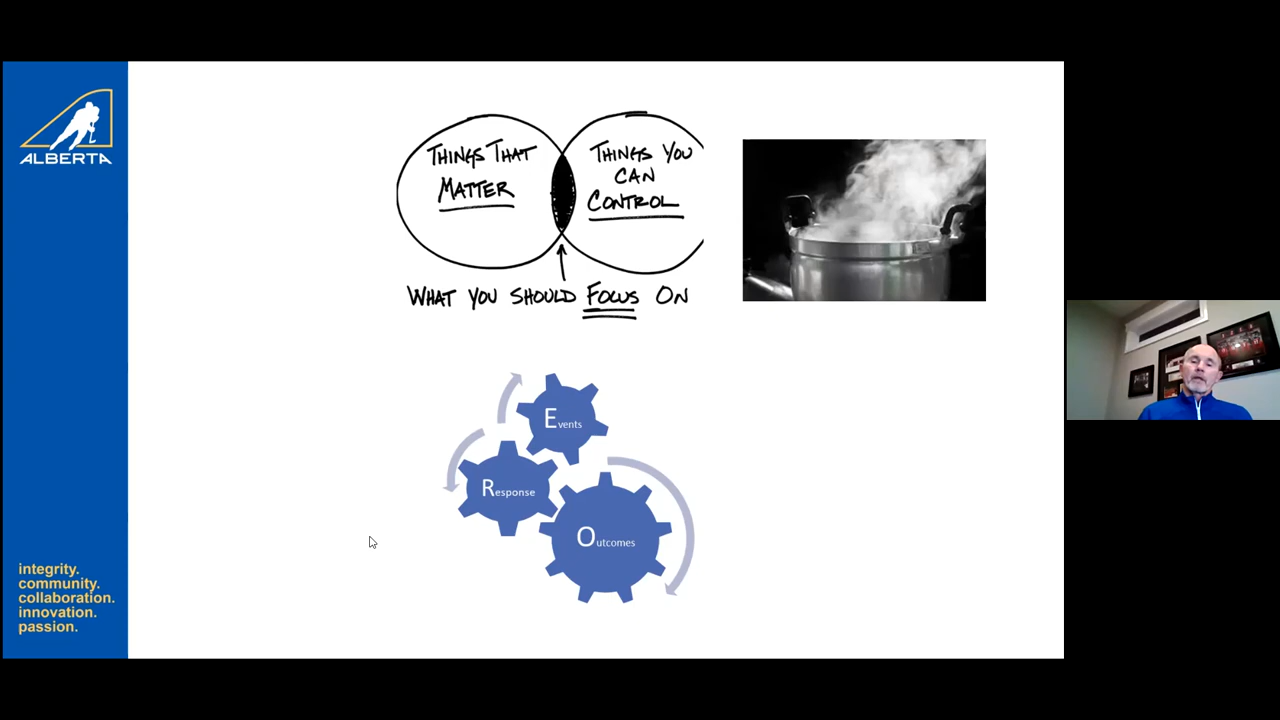 ALBERTA
THINGS THAT
MATTER
THINGS YOU
CAN
CONTROL
WHAT YOU SHOULD FOCUS ON
Events
Response
Outcomes
integrity.
community.
collaboration.
innovation.
passion.